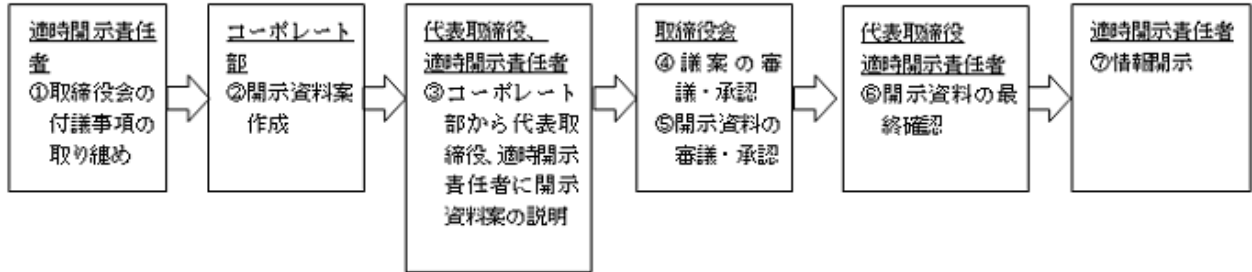 適時開示責任
者
①取締役会の
付議事項の
取り纏め
コーポレート
部
②開示資料案
作成
代表取締役、
適時開示責任者
③コーポレート
部から代表取
締役、適時開示
責任者に開示
資料案の説明
取締役会
④議案の審
議・承認
⑤開示資料の
審議・承認
代表取締役
適時開示責任者
⑥開示資料の最
終確認
適時開示責任者
⑦情報開示